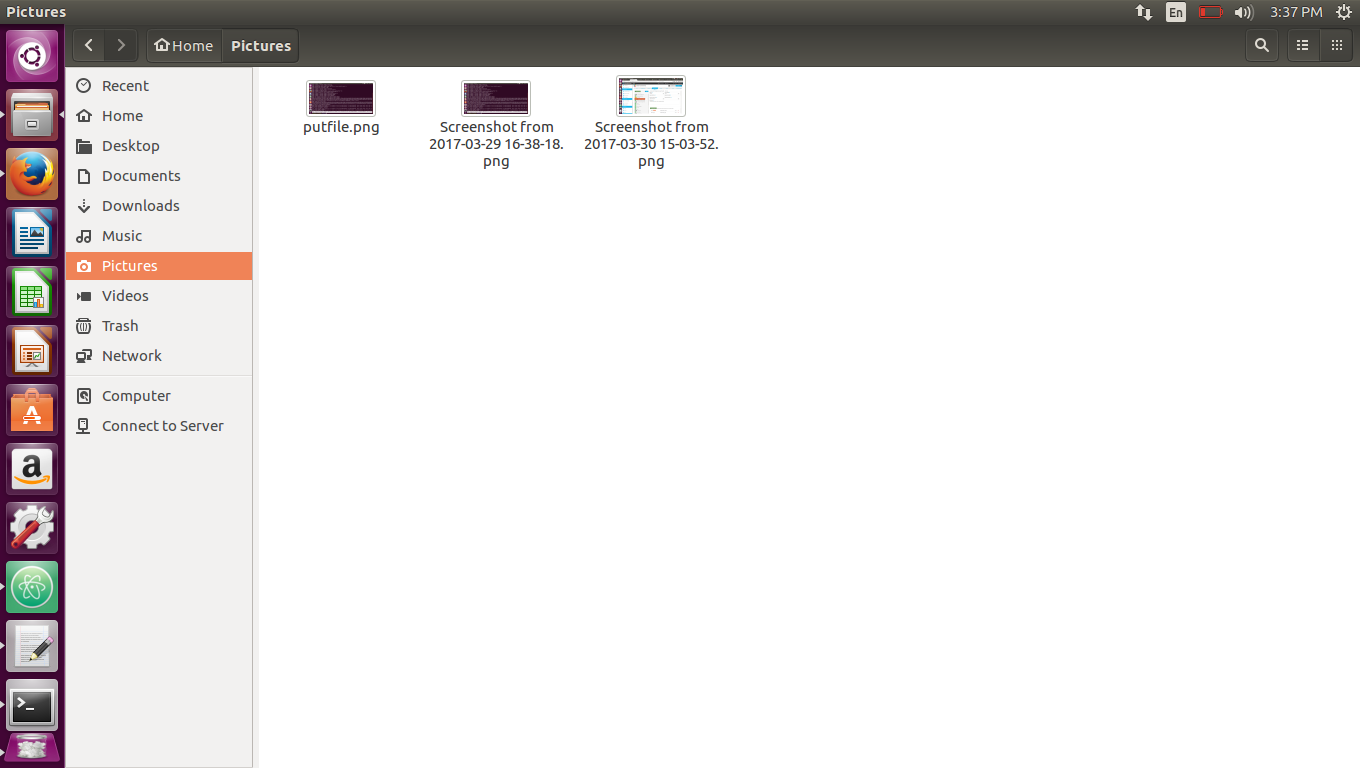 Pictures
En
3:37 PM
Home
Pictures
Recent
Home
Desktop
Documents
Downloads
Music
Pictures
Videos
Trash
Network
Computer
Connect to Server
putfile.png
Screenshot from
2017-03-29 16-38-18.
png
Screenshot from
2017-03-30 15-03-52.
png
A
a
>_